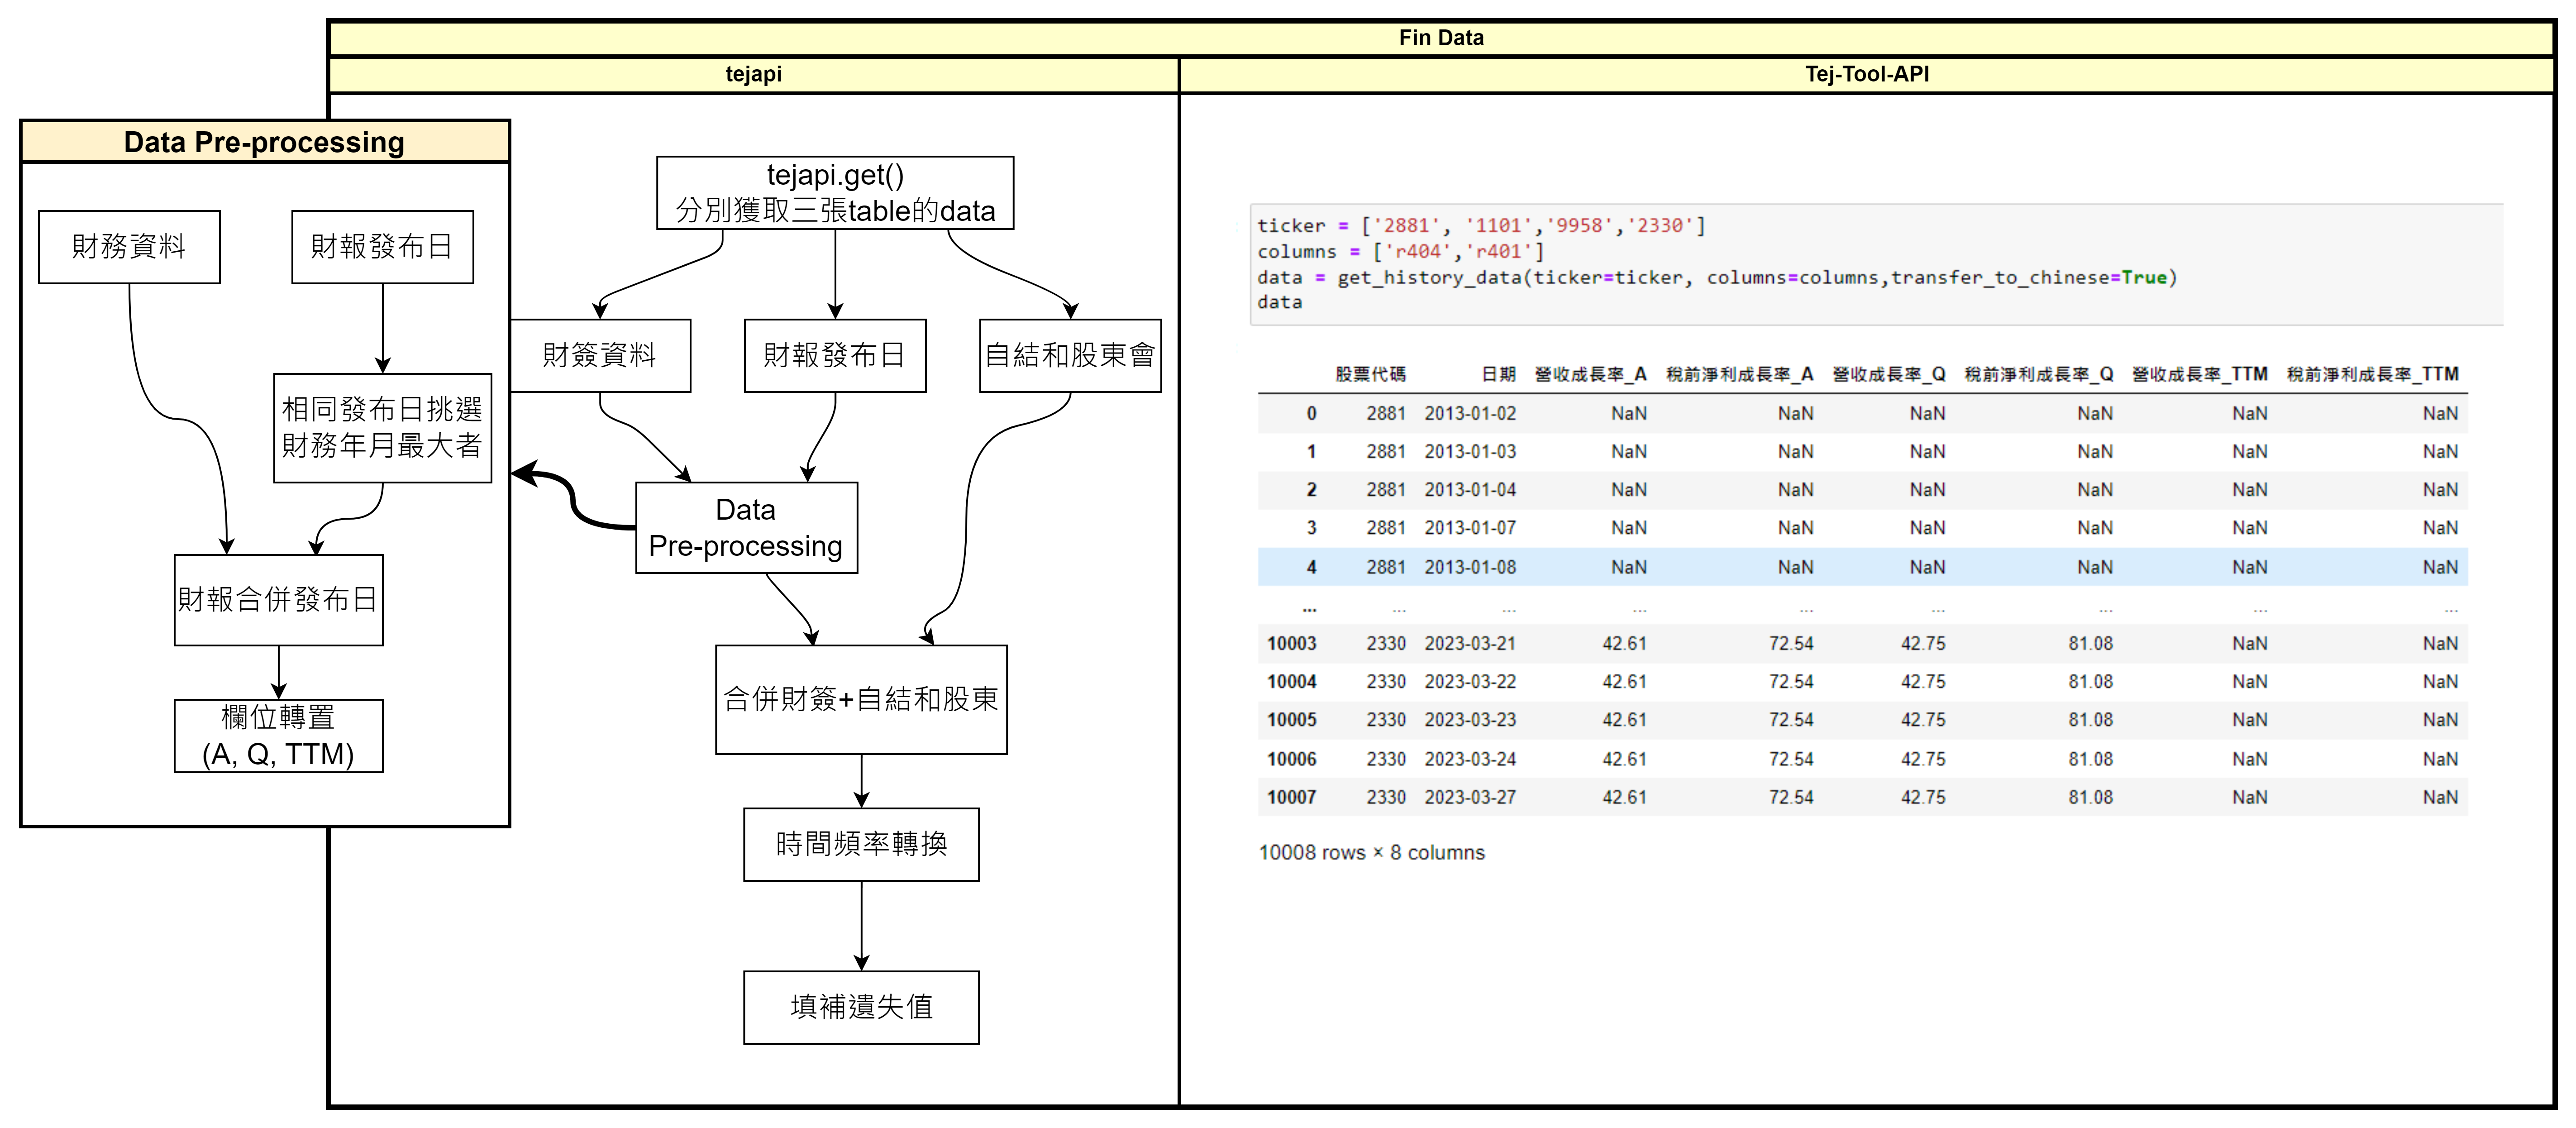 Fin Data
tejapi
Tej-Tool-API
Data Pre-processing
財務資料
財報發布日
相同發布日挑選
財務年月最大者
財報合併發布日
欄位轉置
(A, Q, TTM)
tejapi.get()
分別獲取三張table的data
財簽資料
財報發布日
自結和股東會
Data
Pre-processing
合併財簽+自結和股東
時間頻率轉換
填補遺失值
ticker = ['2881', '1101','9958','2330']
columns = ['r404','r401']
data = get_history_data(ticker=ticker, columns=columns,transfer_to_chinese=True)
data
股票代碼 日期 營收成長率_A 稅前淨利成長率_A 營收成長率_Q 稅前淨利成長率_Q 營收成長率_TTM 稅前淨利成長率_TTM
0 2881 2013-01-02 NaN NaN NaN NaN NaN NaN
1 2881 2013-01-03 NaN NaN NaN NaN NaN NaN
2 2881 2013-01-04 NaN NaN NaN NaN NaN NaN
3 2881 2013-01-07 NaN NaN NaN NaN NaN NaN
4 2881 2013-01-08 NaN NaN NaN NaN NaN NaN
... ... ... ... ... ... ... ... ...
10003 2330 2023-03-21 42.61 72.54 42.75 81.08 NaN NaN
10004 2330 2023-03-22 42.61 72.54 42.75 81.08 NaN NaN
10005 2330 2023-03-23 42.61 72.54 42.75 81.08 NaN NaN
10006 2330 2023-03-24 42.61 72.54 42.75 81.08 NaN NaN
10007 2330 2023-03-27 42.61 72.54 42.75 81.08 NaN NaN
10008 rows × 8 columns